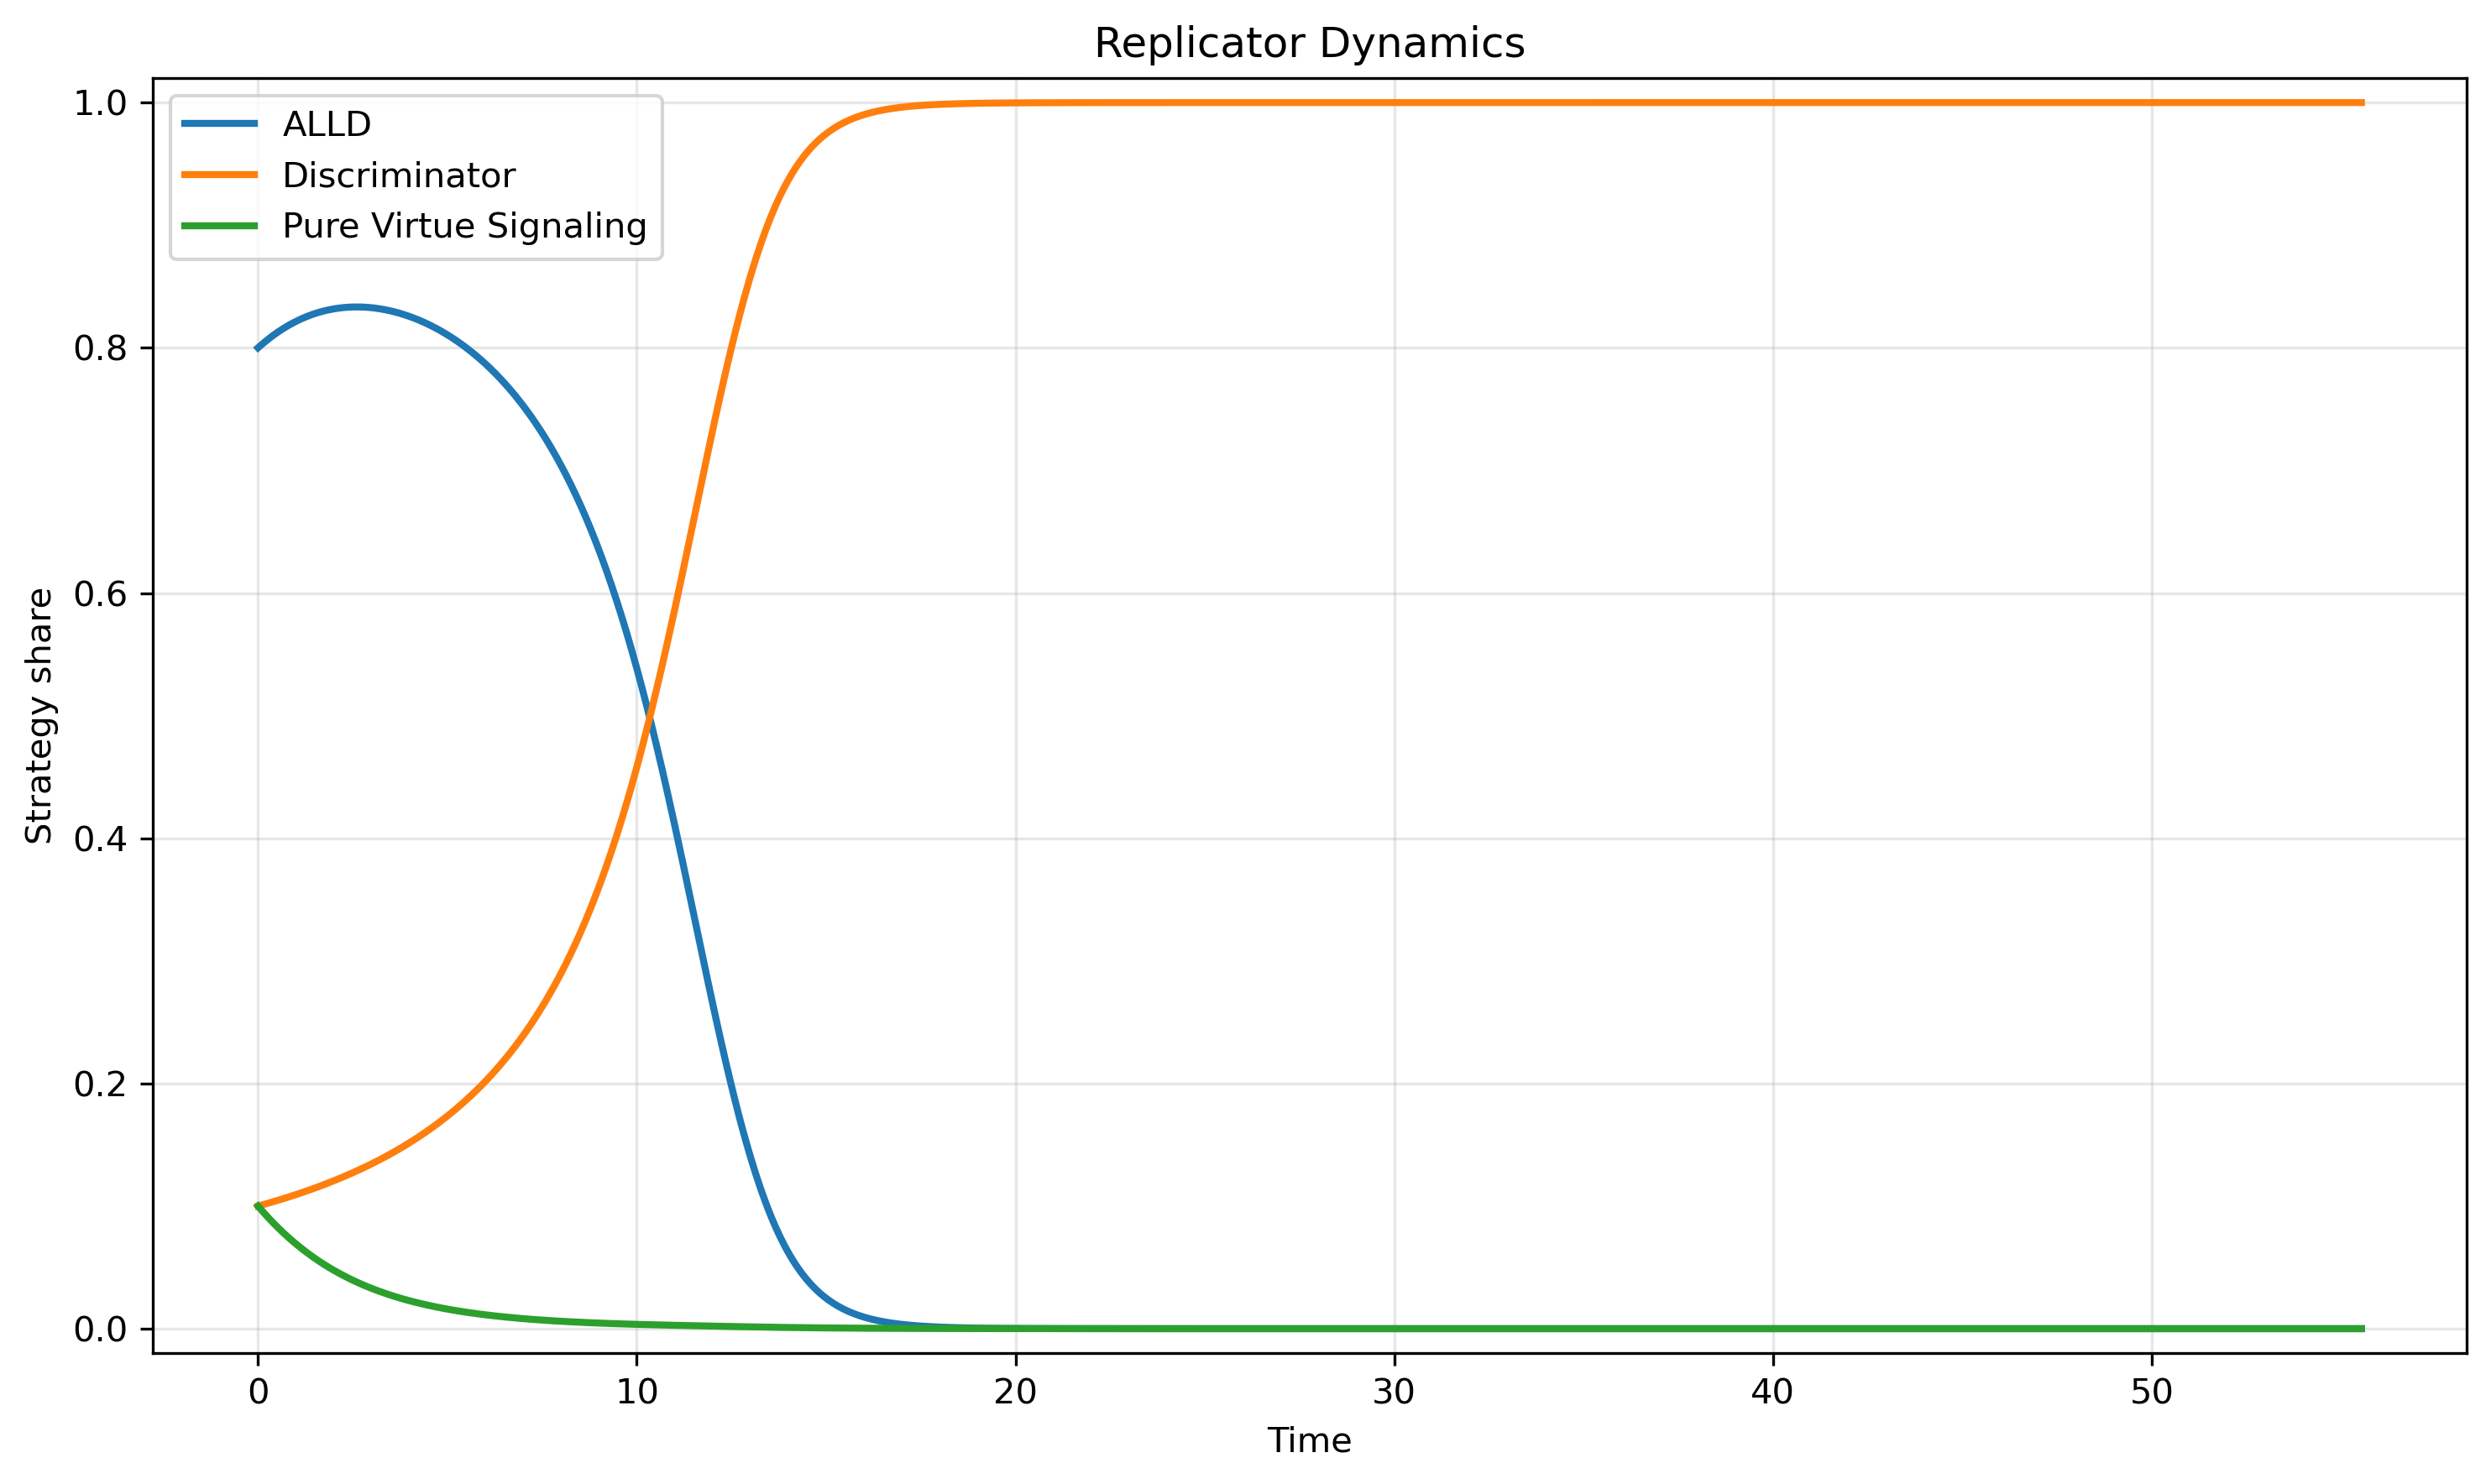 Replicator Dynamics
ALLD
Discriminator
Pure Virtue Signaling
Strategy share
1.0
0.8
0.6
0.4
0.2
0.0
0 10 20 30 40 50
Time